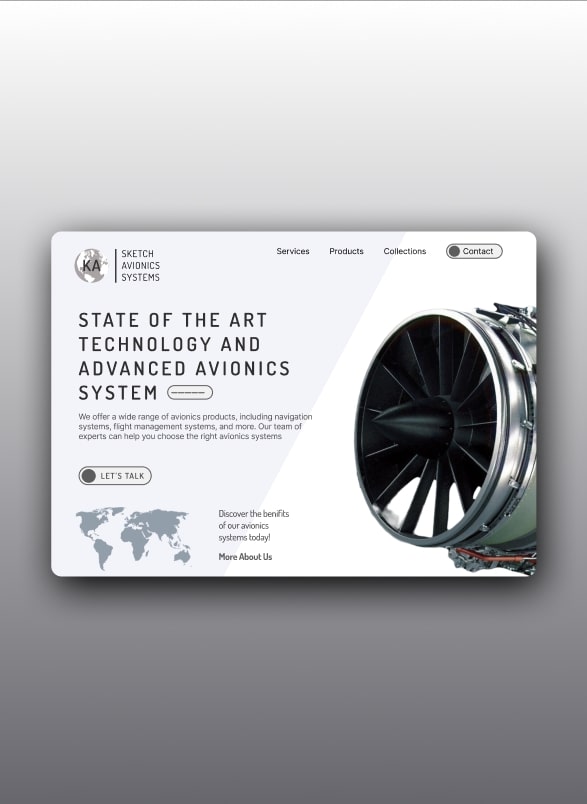 KA
SKETCH
AVIONICS
SYSTEMS
Services
Products
Collections
Contact
STATE OF THE ART
TECHNOLOGY AND
ADVANCED AVIONICS
SYSTEM
We offer a wide range of avionics products, including navigation
systems, flight management systems, and more. Our team of
experts can help you choose the right avionics systems
LET'S TALK
Discover the benifits
of our avionics
systems today!
More About Us